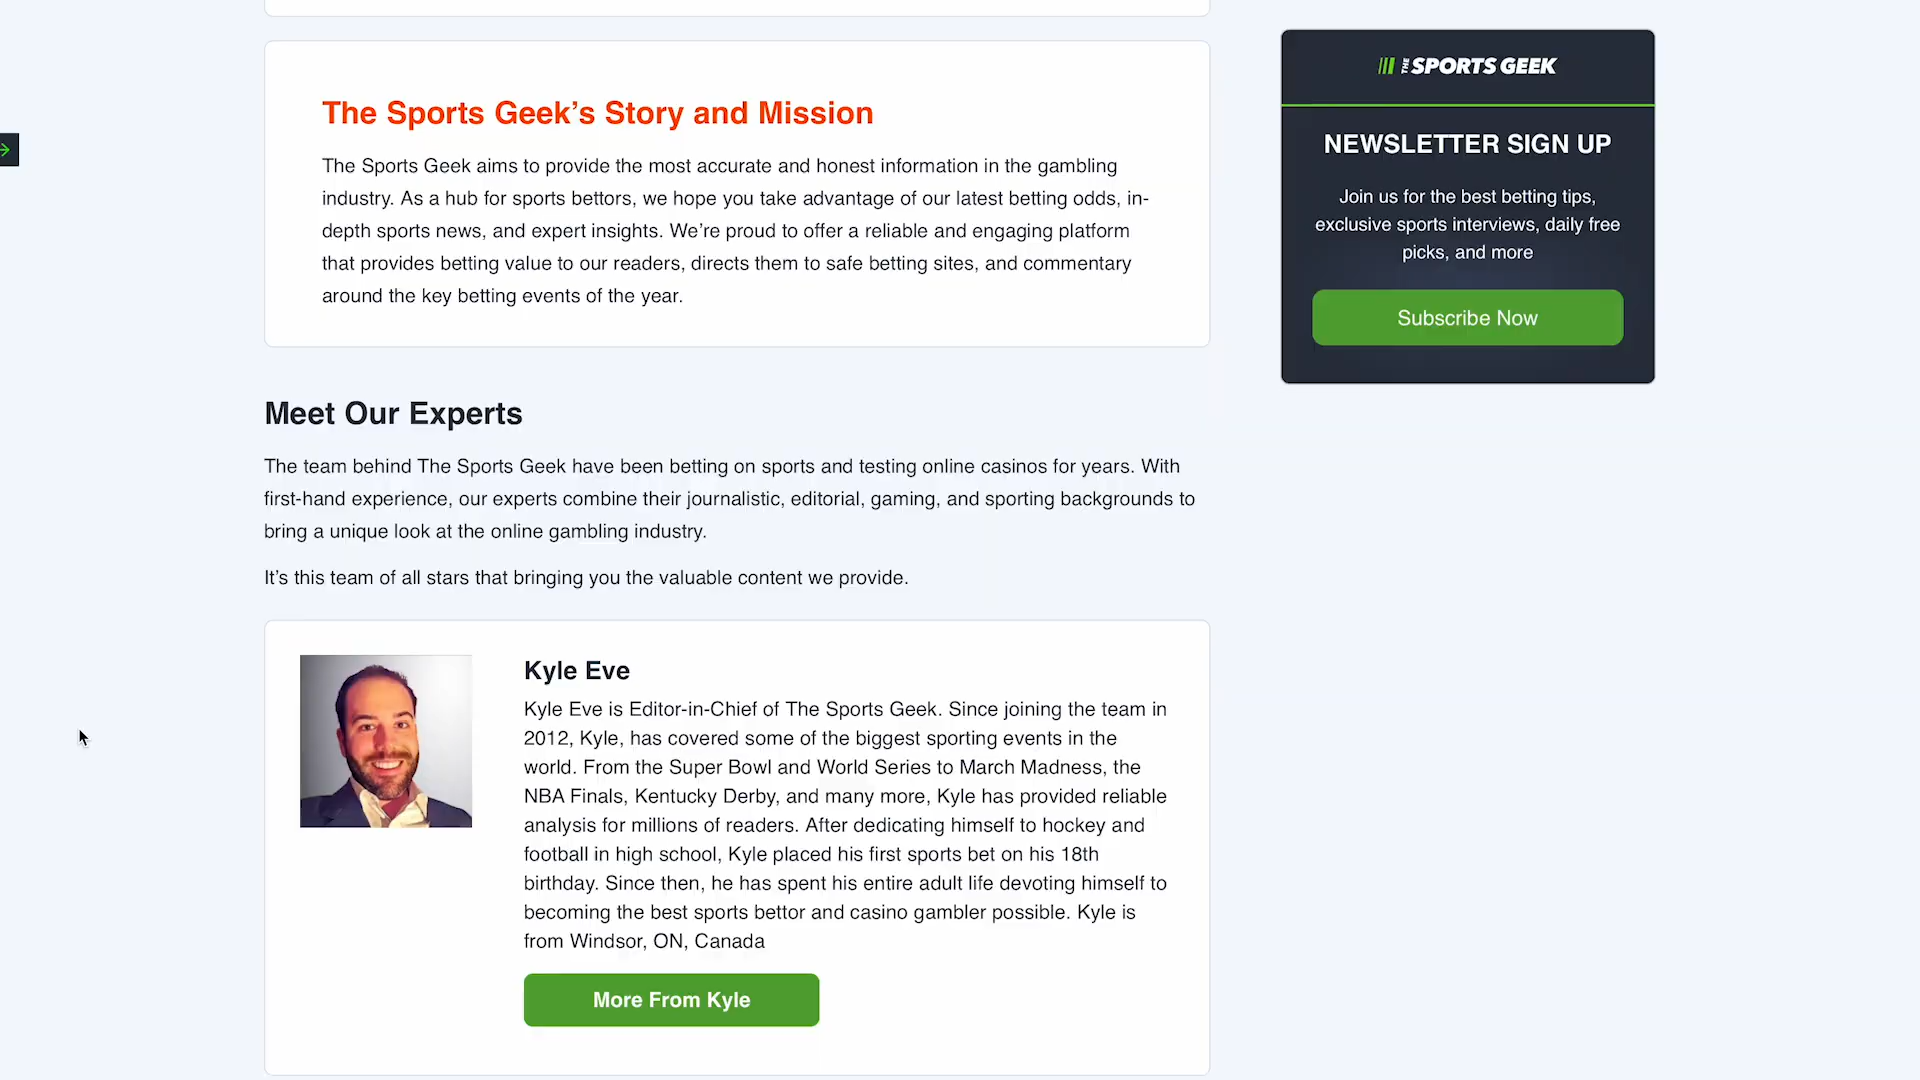 The Sports Geek’s Story and Mission
The Sports Geek aims to provide the most accurate and honest information in the gambling
industry. As a hub for sports bettors, we hope you take advantage of our latest betting odds, in-
depth sports news, and expert insights. We’re proud to offer a reliable and engaging platform
that provides betting value to our readers, directs them to safe betting sites, and commentary
around the key betting events of the year.
Meet Our Experts
The team behind The Sports Geek have been betting on sports and testing online casinos for years. With
first-hand experience, our experts combine their journalistic, editorial, gaming, and sporting backgrounds to
bring a unique look at the online gambling industry.
It’s this team of all stars that bringing you the valuable content we provide.
Kyle Eve
Kyle Eve is Editor-in-Chief of The Sports Geek. Since joining the team in
2012, Kyle, has covered some of the biggest sporting events in the
world. From the Super Bowl and World Series to March Madness, the
NBA Finals, Kentucky Derby, and many more, Kyle has provided reliable
analysis for millions of readers. After dedicating himself to hockey and
football in high school, Kyle placed his first sports bet on his 18th
birthday. Since then, he has spent his entire adult life devoting himself to
becoming the best sports bettor and casino gambler possible. Kyle is
from Windsor, ON, Canada
More From Kyle
THE SPORTS GEEK
NEWSLETTER SIGN UP
Join us for the best betting tips,
exclusive sports interviews, daily free
picks, and more
Subscribe Now